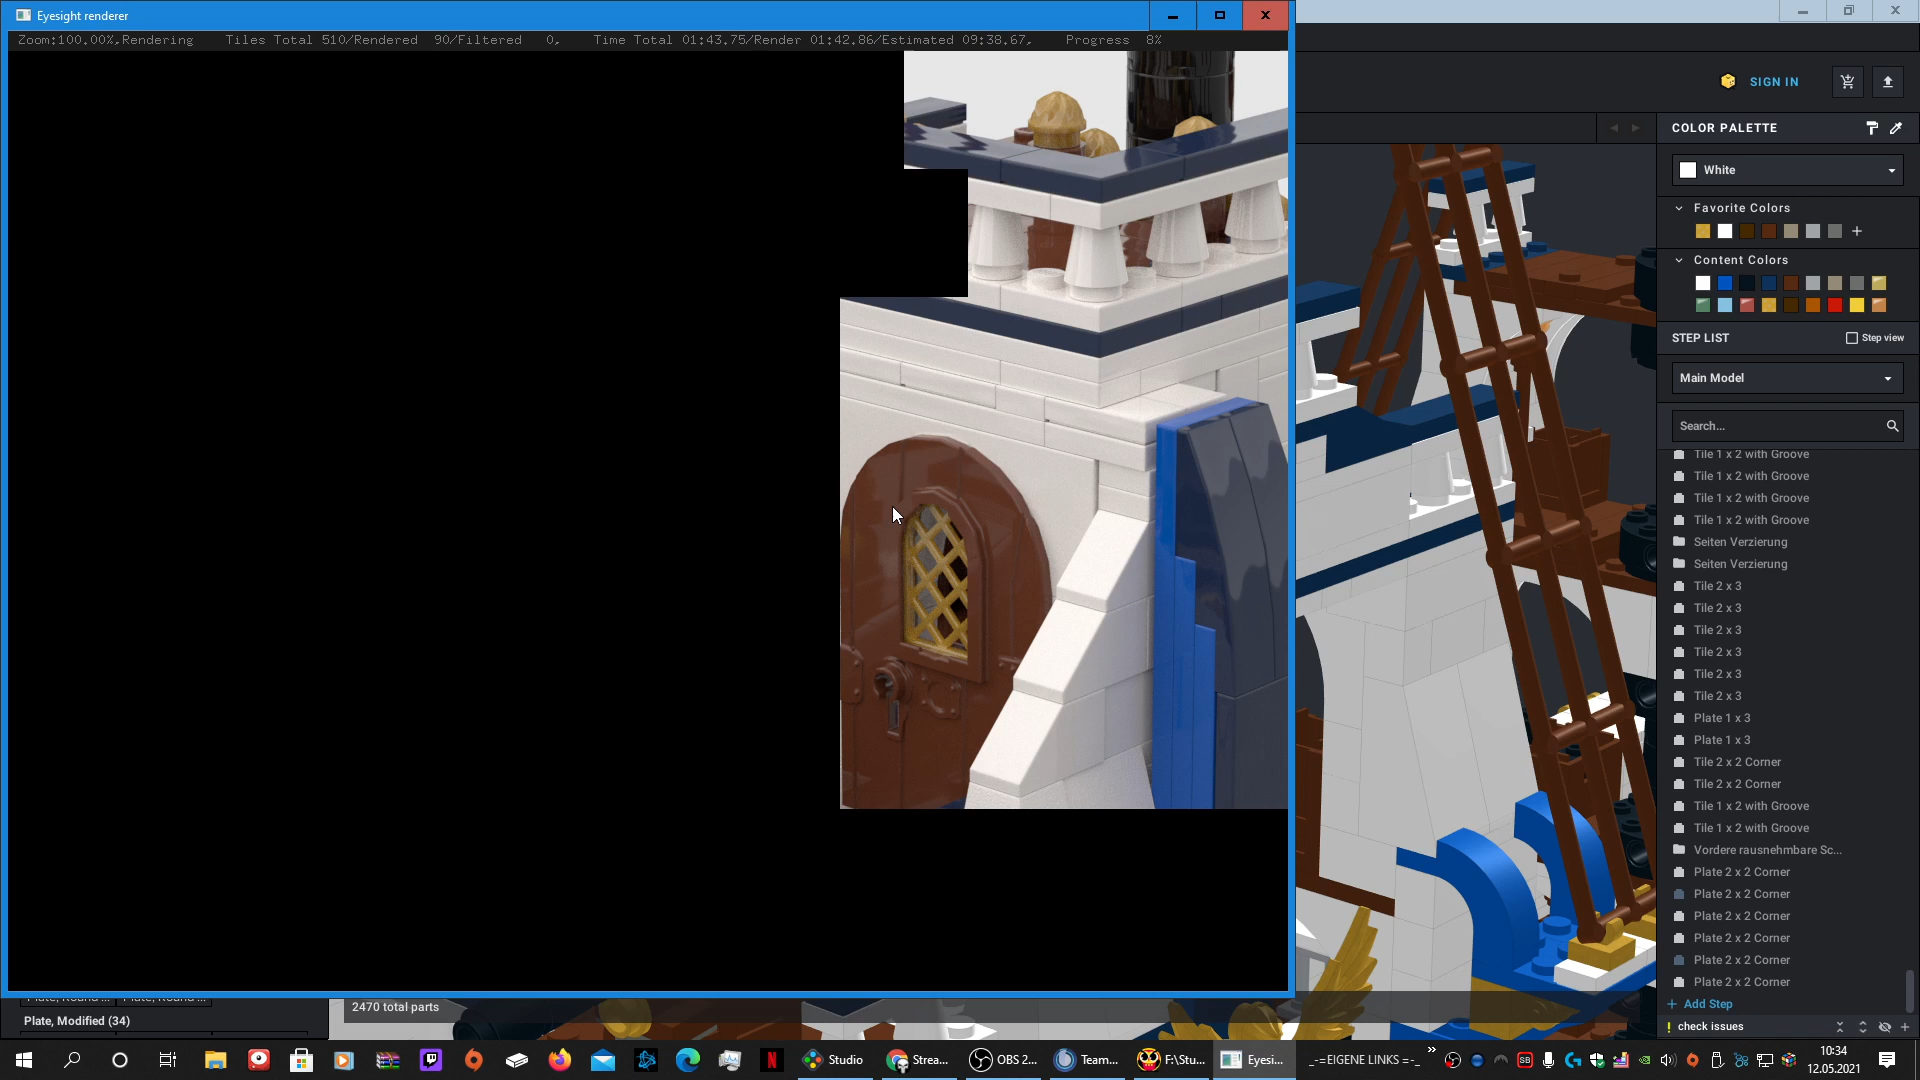 Eyesight renderer
Zoom:100.00%,Rendering Tiles Total 510/Rendered 90/Filtered 0, Time Total 01:43.75/Render 01:42.86/Estimated 09:38.67, Progress 8%
SIGN IN
COLOR PALETTE
White
Favorite Colors
Content Colors
STEP LIST
Step view
Main Model
Search...
Tile 1 x 2 with Groove
Tile 1 x 2 with Groove
Tile 1 x 2 with Groove
Tile 1 x 2 with Groove
Seiten Verzierung
Seiten Verzierung
Tile 2 x 3
Tile 2 x 3
Tile 2 x 3
Tile 2 x 3
Tile 2 x 3
Tile 2 x 3
Plate 1 x 3
Plate 1 x 3
Tile 2 x 2 Corner
Tile 2 x 2 Corner
Tile 1 x 2 with Groove
Tile 1 x 2 with Groove
Vordere rausnehmbare Sc...
Plate 2 x 2 Corner
Plate 2 x 2 Corner
Plate 2 x 2 Corner
Plate 2 x 2 Corner
Plate 2 x 2 Corner
Plate 2 x 2 Corner
+ Add Step
! check issues
Plate, Round ... Plate, Round ...
2470 total parts
Plate, Modified (34)
Studio Strea... OBS 2... Team... F:\Stu... Eyesi... _-=EIGENE LINKS =-_ »
10:34
12.05.2021